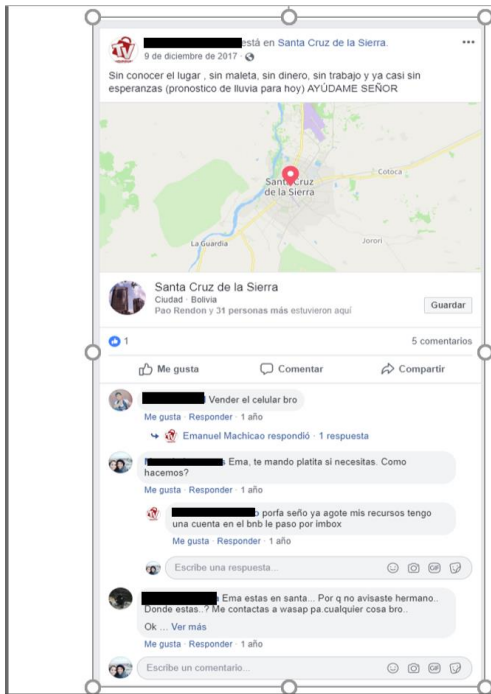 TV
está en Santa Cruz de la Sierra.
9 de diciembre de 2017 ·
Sin conocer el lugar , sin maleta, sin dinero, sin trabajo y ya casi sin
esperanzas (pronostico de lluvia para hoy) AYÚDAME SEÑOR
Santa Cruz
de la Sierra
Cotoca
La Guardia
Jorori
Santa Cruz de la Sierra
Ciudad · Bolivia
Pao Rendon y 31 personas más estuvieron aquí
Guardar
1
5 comentarios
Me gusta
Comentar
Compartir
Vender el celular bro
Me gusta · Responder · 1 año
Emanuel Machicao respondió · 1 respuesta
Ema, te mando platita si necesitas. Como
hacemos?
Me gusta · Responder · 1 año
porfa seño ya agote mis recursos tengo
una cuenta en el bnb le paso por imbox
Me gusta · Responder · 1 año
Escribe una respuesta...
GIF
Ema estas en santa... Por q no avisaste hermano..
Donde estas..? Me contactas a wasap pa.cualquier cosa bro..
Ok ... Ver más
Me gusta · Responder · 1 año
Escribe un comentario...
GIF